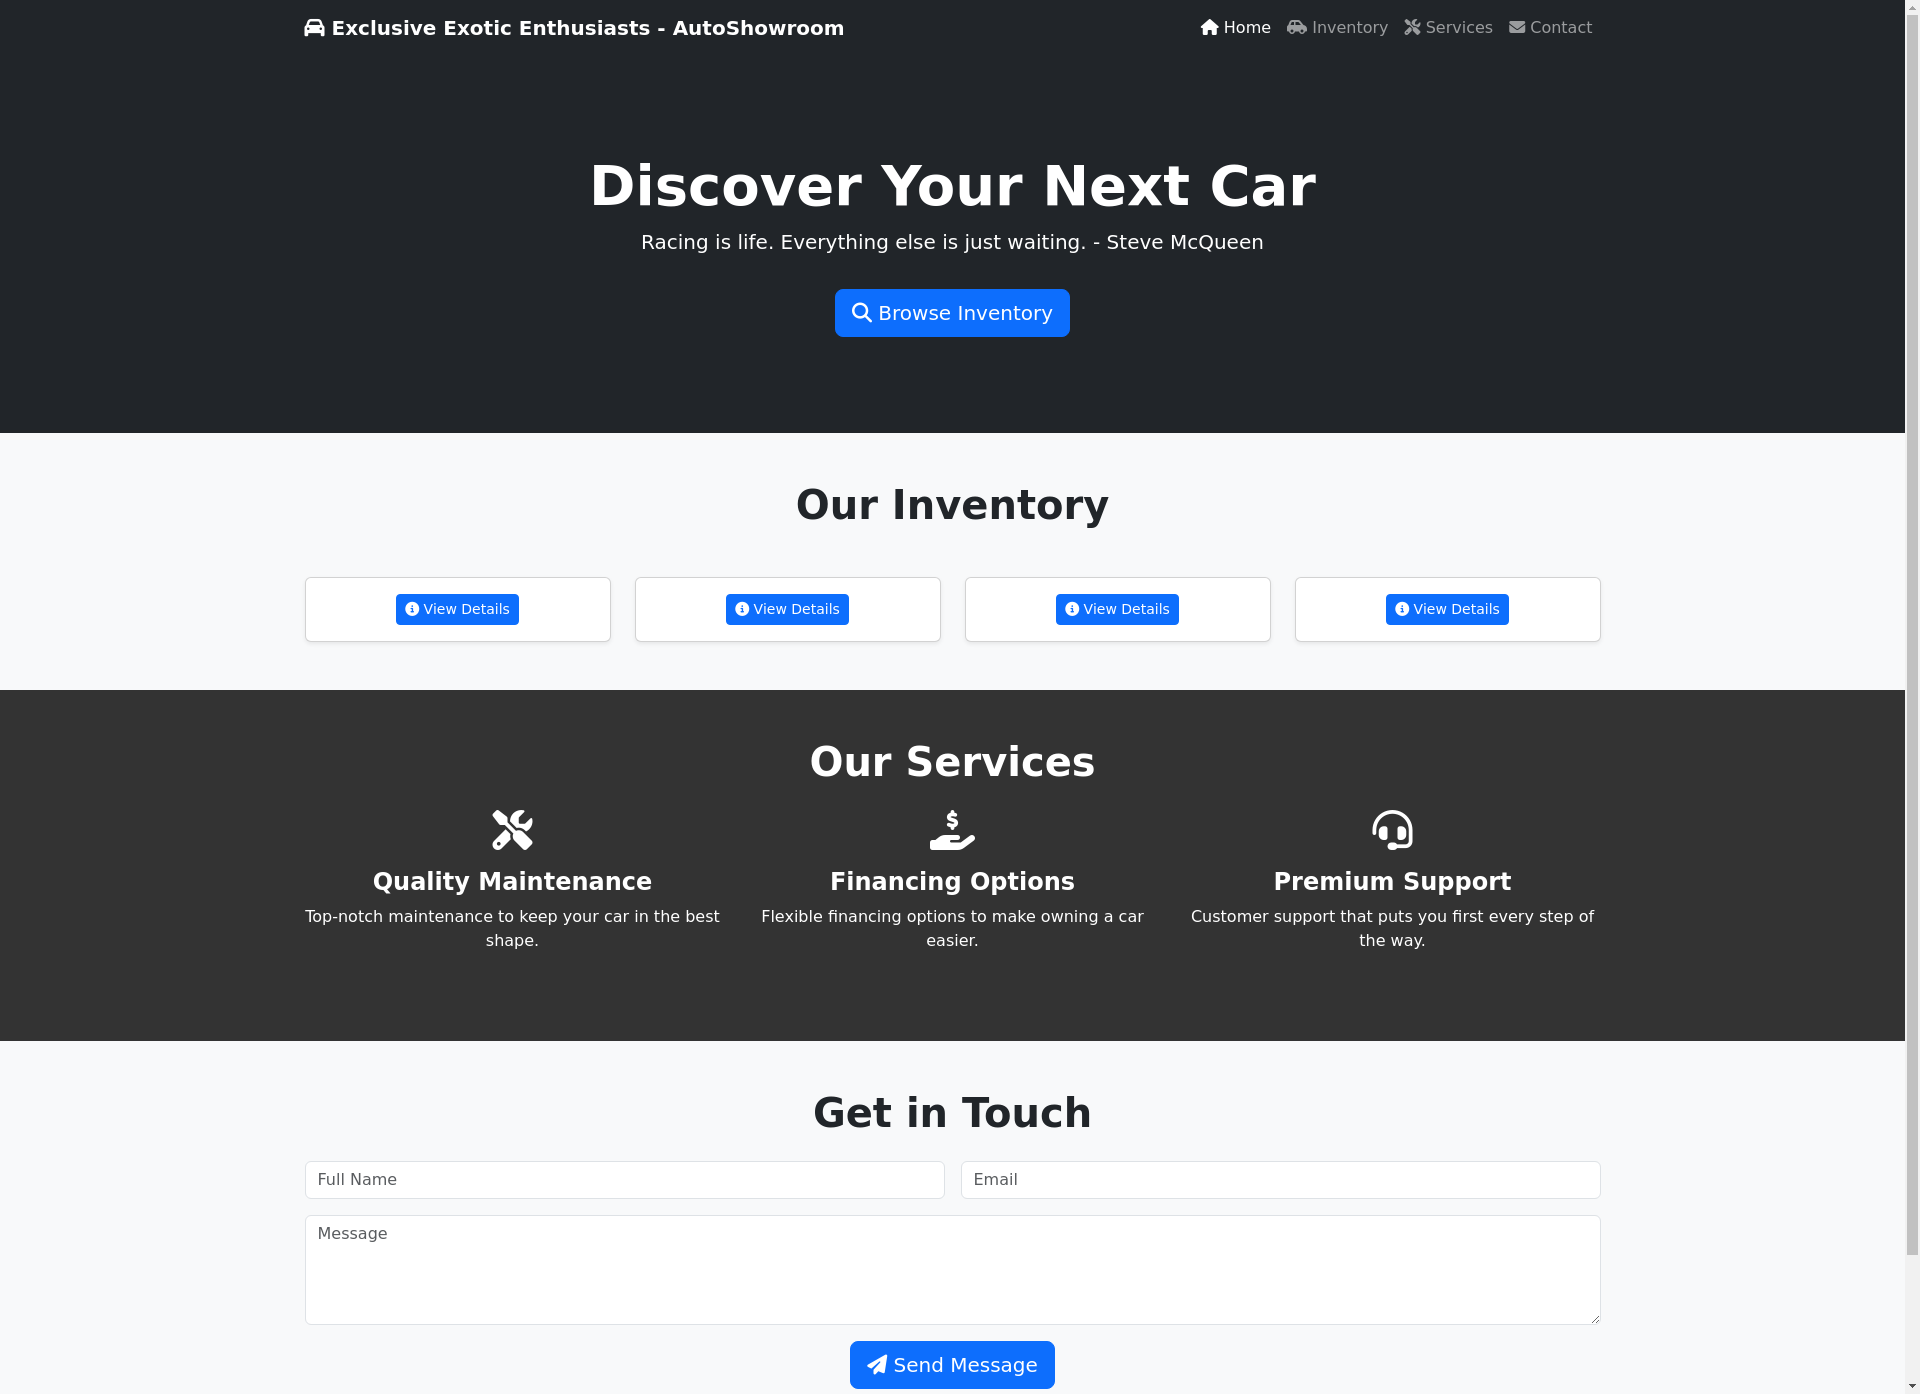 Exclusive Exotic Enthusiasts - AutoShowroom
Home
Inventory
Services
Contact
Discover Your Next Car
Racing is life. Everything else is just waiting. - Steve McQueen
Browse Inventory
Our Inventory
View Details
View Details
View Details
View Details
Our Services
Quality Maintenance
Top-notch maintenance to keep your car in the best
shape.
Financing Options
Flexible financing options to make owning a car
easier.
Premium Support
Customer support that puts you first every step of
the way.
Get in Touch
Full Name
Email
Message
Send Message